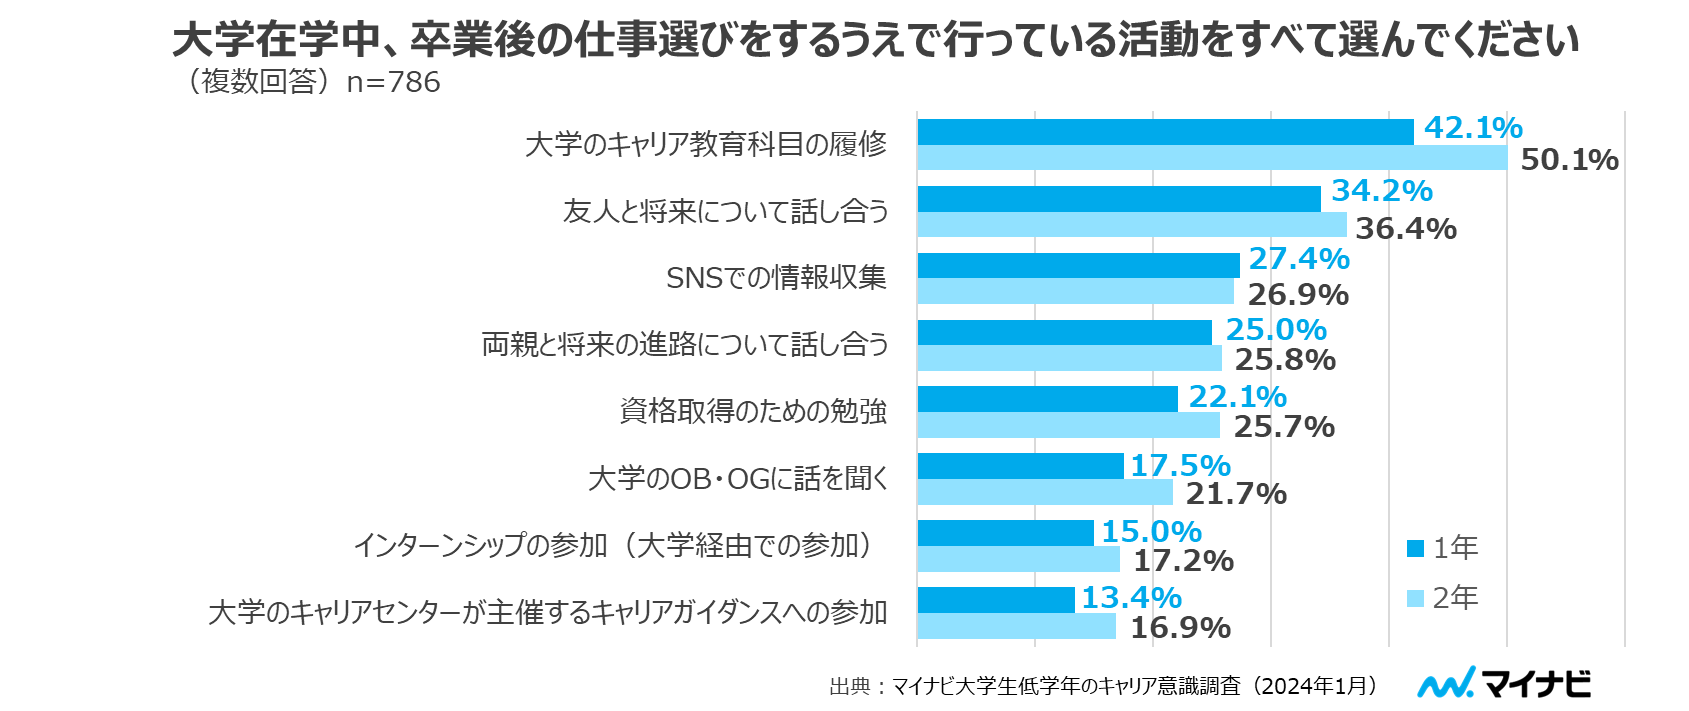 大学在学中、卒業後の仕事選びをするうえで行っている活動をすべて選んでください
（複数回答）n=786
大学のキャリア教育科目の履修
42.1%
50.1%
友人と将来について話し合う
34.2%
36.4%
SNSでの情報収集
27.4%
26.9%
両親と将来の進路について話し合う
25.0%
25.8%
資格取得のための勉強
22.1%
25.7%
大学のOB・OGに話を聞く
17.5%
21.7%
インターンシップの参加（大学経由での参加）
15.0%
17.2%
大学のキャリアセンターが主催するキャリアガイダンスへの参加
13.4%
16.9%
1年
2年
出典：マイナビ大学生低学年のキャリア意識調査（2024年1月）
マイナビ